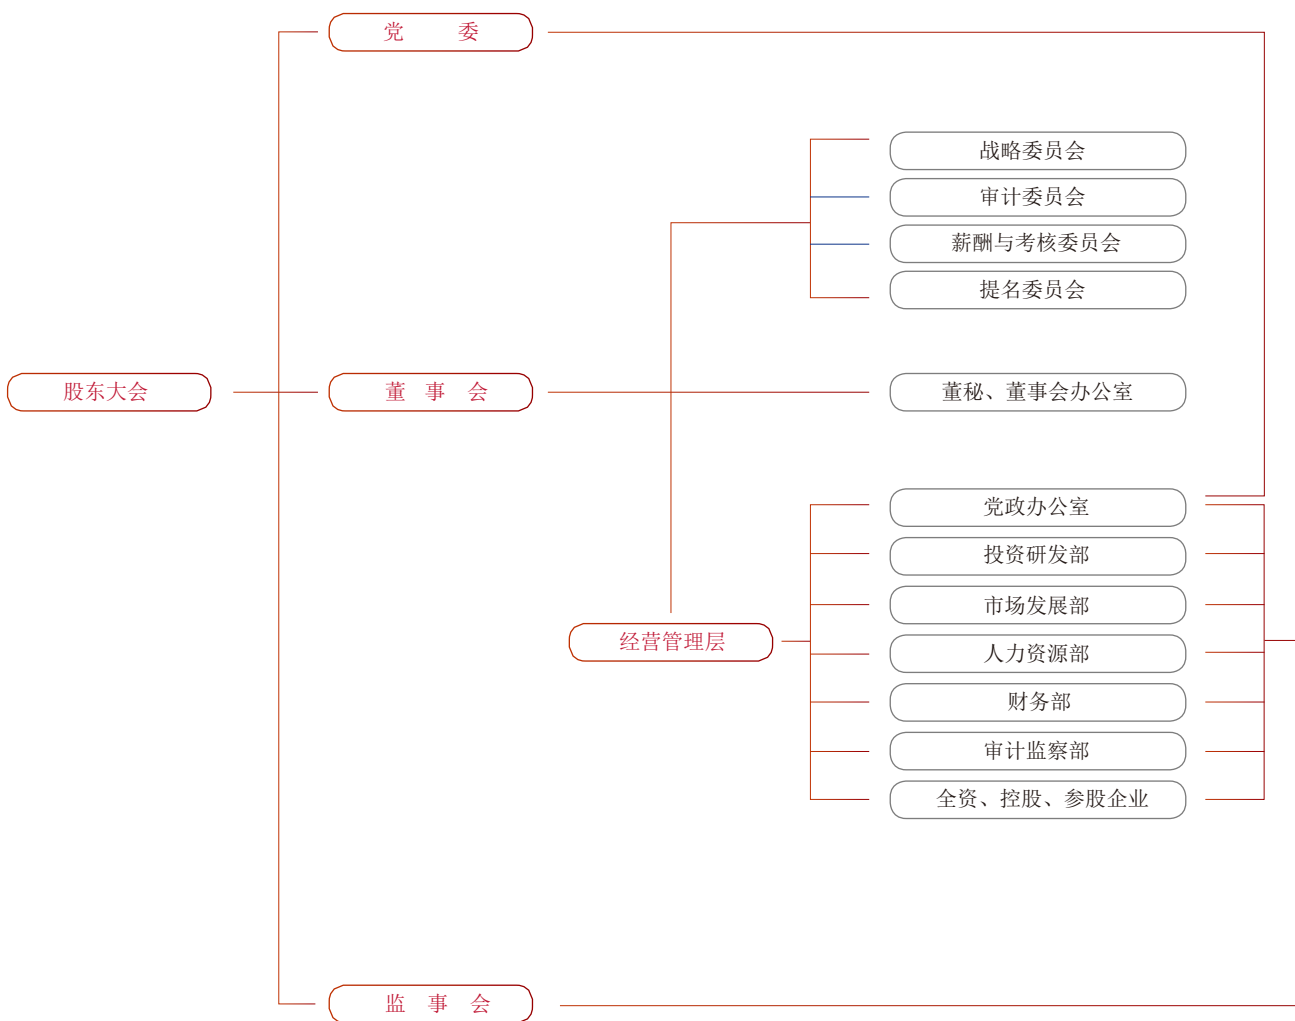 党 委
战略委员会
审计委员会
薪酬与考核委员会
提名委员会
股东大会
董 事 会
董秘、董事会办公室
党政办公室
投资研发部
市场发展部
经营管理层
人力资源部
财务部
审计监察部
全资、控股、参股企业
监 事 会